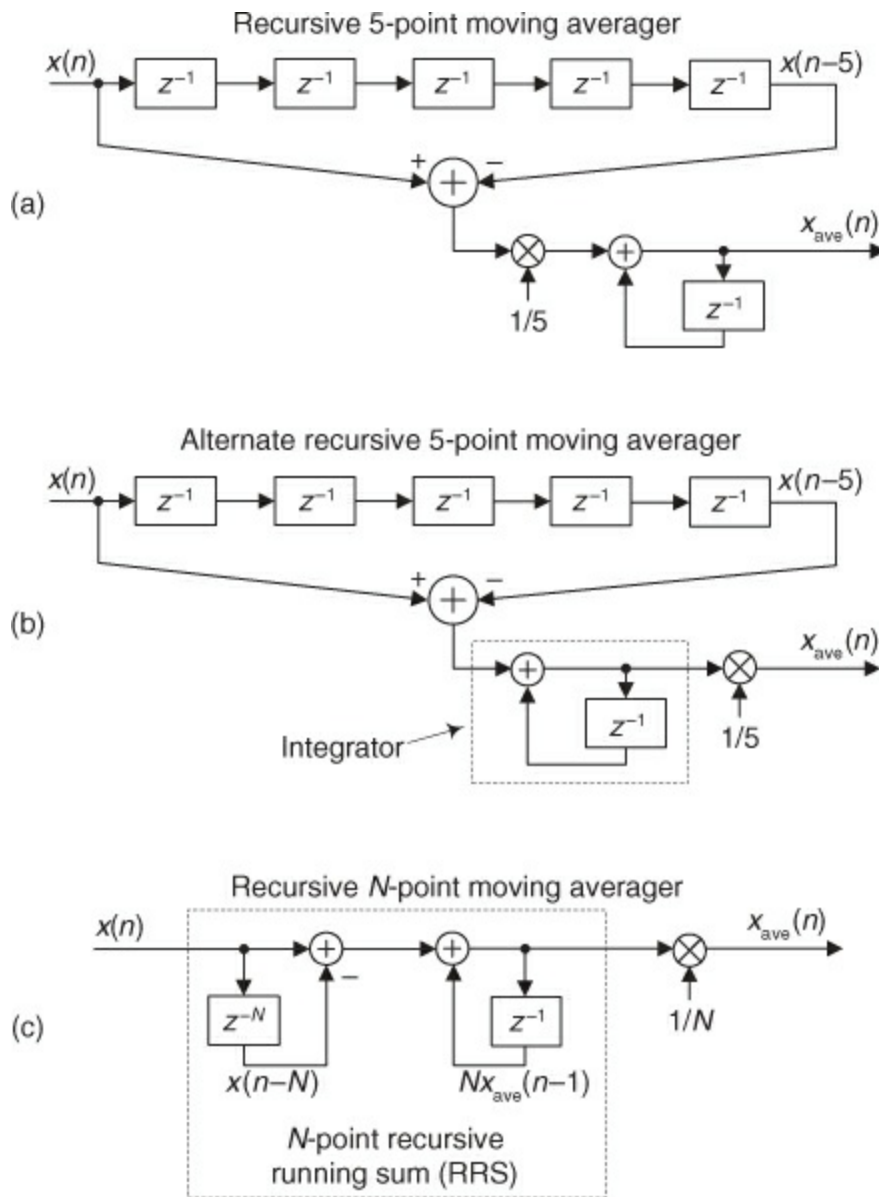 Recursive 5-point moving averager
x(n) z⁻¹ z⁻¹ z⁻¹ z⁻¹ z⁻¹ x(n–5)
+ + –
(a)
x_ave(n)
+
1/5 z⁻¹
Alternate recursive 5-point moving averager
x(n) z⁻¹ z⁻¹ z⁻¹ z⁻¹ z⁻¹ x(n–5)
+ + –
(b)
x_ave(n)
+
z⁻¹ 1/5
Integrator
Recursive N-point moving averager
x(n) + + x_ave(n)
–
(c)
z⁻ᴺ z⁻¹ 1/N
x(n–N) Nx_ave(n–1)
N-point recursive
running sum (RRS)